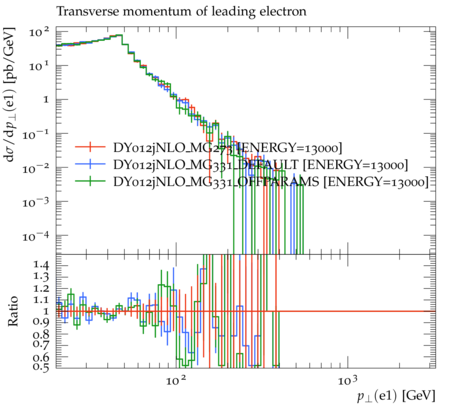 Transverse momentum of leading electron
dσ/dp⊥(e1) [pb/GeV]
10²
10¹
1
10⁻¹
10⁻²
10⁻³
10⁻⁴
DY012jNLO_MG273 [ENERGY=13000]
DY012jNLO_MG331_DEFAULT [ENERGY=13000]
DY012jNLO_MG331_OFFPARAMS [ENERGY=13000]
Ratio
1.4
1.3
1.2
1.1
1
0.9
0.8
0.7
0.6
0.5
10²
10³
p⊥(e1) [GeV]